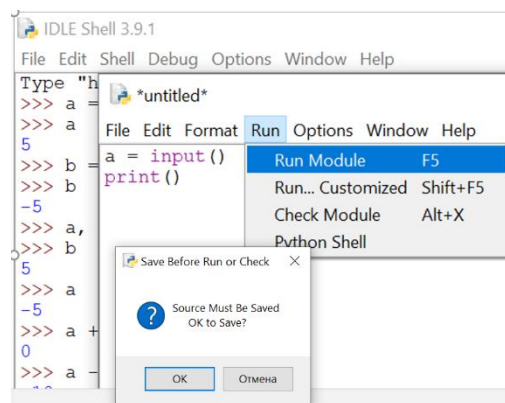 IDLE Shell 3.9.1
File Edit Shell Debug Options Window Help
Type "h
>>> a =
>>> a
5
>>> b =
>>> b
-5
>>> a,
>>> b
5
>>> a
-5
>>> a +
0
>>> a -
*untitled*
File Edit Format Run Options Window Help
a = input()
print()
Run Module F5
Run... Customized Shift+F5
Check Module Alt+X
Python Shell
Save Before Run or Check
Source Must Be Saved
OK to Save?
OK Отмена